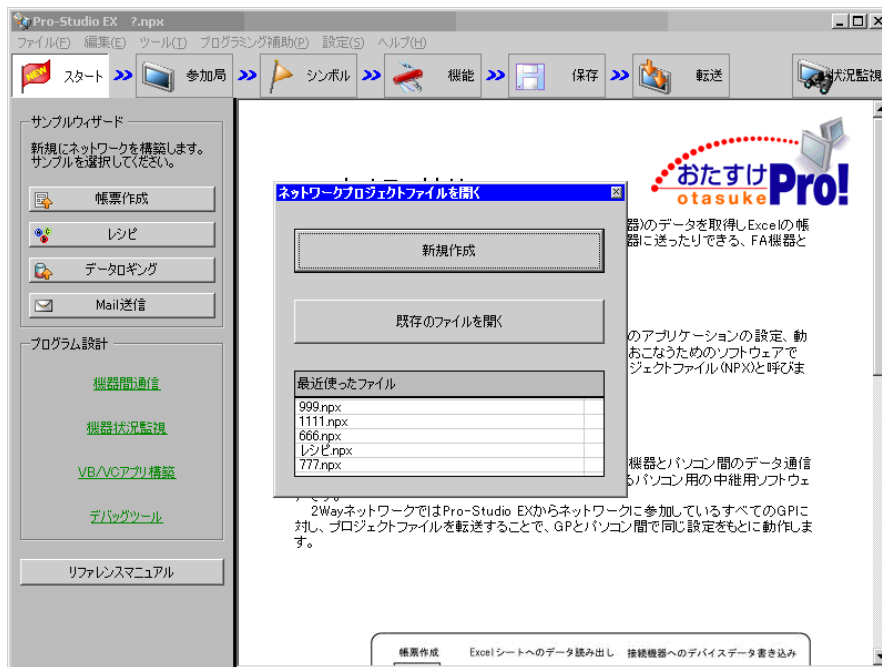 Pro-Studio EX ?.npx
ファイル(F) 編集(E) ツール(T) プログラミング補助(P) 設定(S) ヘルプ(H)
スタート 参加局 シンボル 機能 保存 転送 状況監視
サンプルウィザード
新規にネットワークを構築します。
サンプルを選択してください。
帳票作成
レシピ
データロギング
Mail送信
プログラム設計
機器間通信
機器状況監視
VB/VCアプリ構築
デバッグツール
リファレンスマニュアル
おたすけ Pro!
otasuke
器)のデータを取得しExcelの帳
器に送ったりできる、FA機器と
ネットワークプロジェクトファイルを開く
新規作成
既存のファイルを開く
最近使ったファイル
999.npx
1111.npx
666.npx
レシピ.npx
777.npx
のアプリケーションの設定、動
おこなうためのソフトウェアで
ジェクトファイル(NPX)と呼びま
機器とパソコン間のデータ通信
るパソコン用の中継用ソフトウェ
アです。
2WayネットワークではPro-Studio EXからネットワークに参加しているすべてのGPに
対し、プロジェクトファイルを転送することで、GPとパソコン間で同じ設定をもとに動作しま
す。
帳票作成 Excelシートへのデータ読み出し 接続機器へのデバイスデータ書き込み